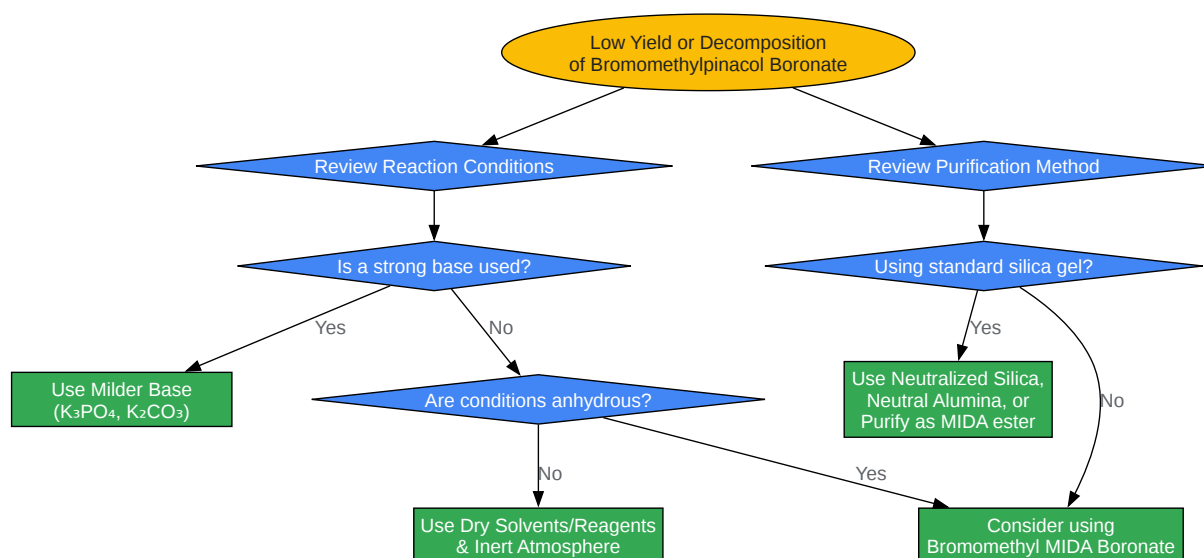 Low Yield or Decomposition
of Bromomethylpinacol Boronate
Review Reaction Conditions
Review Purification Method
Is a strong base used?
Using standard silica gel?
Yes
No
Yes
Use Milder Base
(K₃PO₄, K₂CO₃)
Are conditions anhydrous?
Use Neutralized Silica,
Neutral Alumina, or
Purify as MIDA ester
No
No
Yes
Use Dry Solvents/Reagents
& Inert Atmosphere
Consider using
Bromomethyl MIDA Boronate